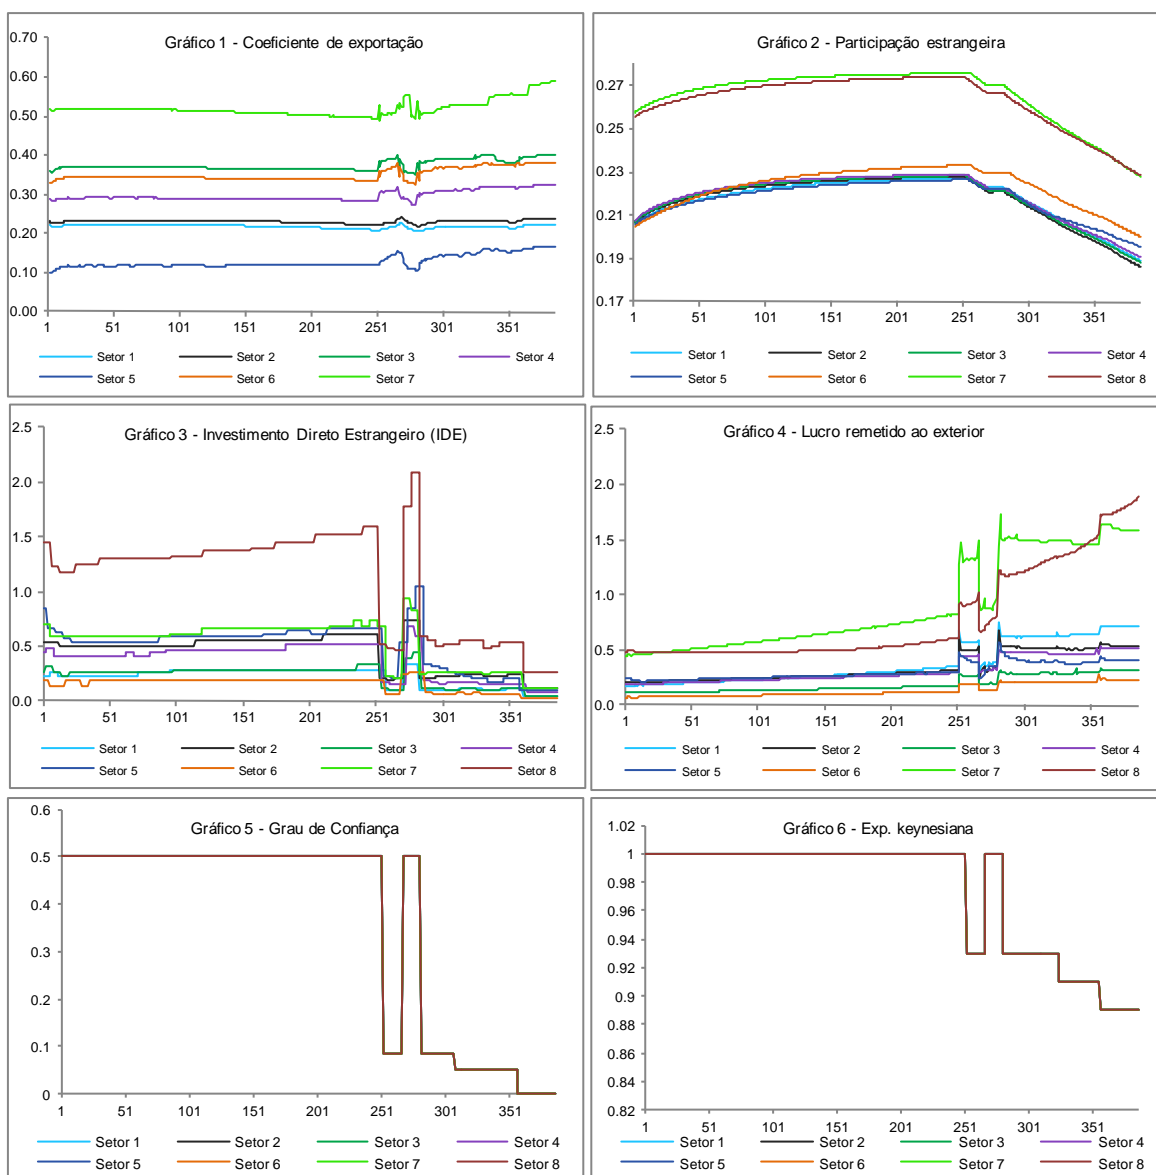 Gráfico 1 - Coeficiente de exportação
0.70
0.60
0.50
0.40
0.30
0.20
0.10
0.00
1 51 101 151 201 251 301 351
Setor 1 Setor 2 Setor 3 Setor 4
Setor 5 Setor 6 Setor 7
Gráfico 2 - Participação estrangeira
0.27
0.25
0.23
0.21
0.19
0.17
1 51 101 151 201 251 301 351
Setor 1 Setor 2 Setor 3 Setor 4
Setor 5 Setor 6 Setor 7 Setor 8
Gráfico 3 - Investimento Direto Estrangeiro (IDE)
2.5
2.0
1.5
1.0
0.5
0.0
1 51 101 151 201 251 301 351
Setor 1 Setor 2 Setor 3 Setor 4
Setor 5 Setor 6 Setor 7 Setor 8
Gráfico 4 - Lucro remetido ao exterior
2.5
2.0
1.5
1.0
0.5
0.0
1 51 101 151 201 251 301 351
Setor 1 Setor 2 Setor 3 Setor 4
Setor 5 Setor 6 Setor 7 Setor 8
Gráfico 5 - Grau de Confiança
0.6
0.5
0.4
0.3
0.2
0.1
0
1 51 101 151 201 251 301 351
Setor 1 Setor 2 Setor 3 Setor 4
Setor 5 Setor 6 Setor 7 Setor 8
Gráfico 6 - Exp. keynesiana
1.02
1
0.98
0.96
0.94
0.92
0.9
0.88
0.86
0.84
0.82
1 51 101 151 201 251 301 351
Setor 1 Setor 2 Setor 3 Setor 4
Setor 5 Setor 6 Setor 7 Setor 8